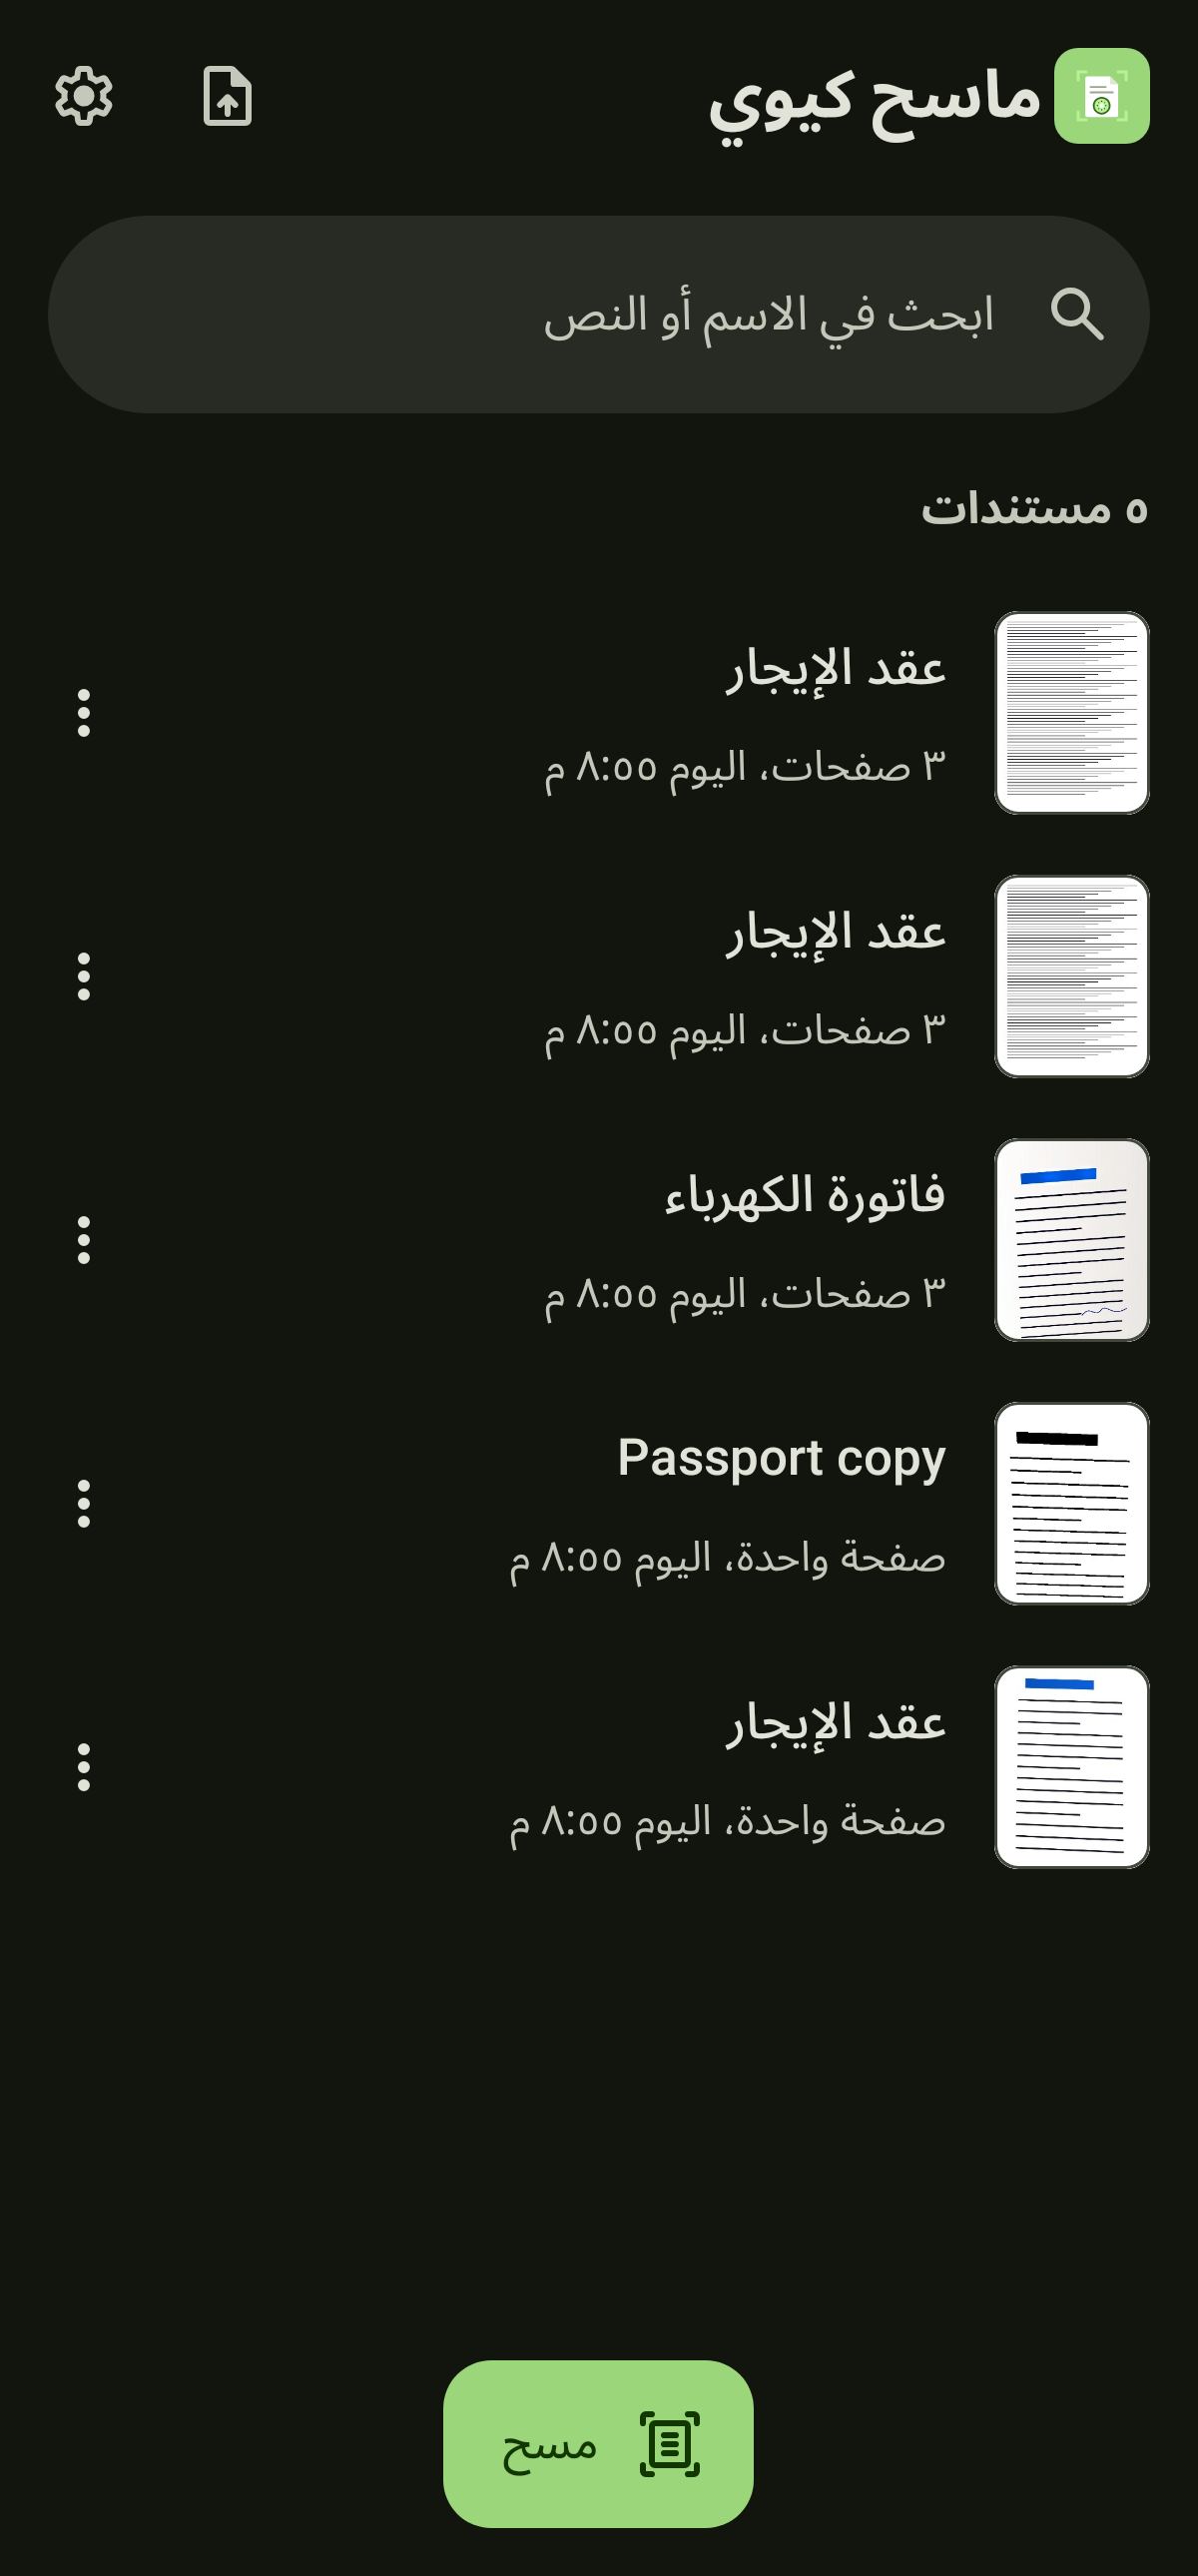 ماسح كيوي
ابحث في الاسم أو النص
٥ مستندات
عقد الإيجار
٣ صفحات، اليوم ٨:٥٥ م
عقد الإيجار
٣ صفحات، اليوم ٨:٥٥ م
فاتورة الكهرباء
٣ صفحات، اليوم ٨:٥٥ م
Passport copy
صفحة واحدة، اليوم ٨:٥٥ م
عقد الإيجار
صفحة واحدة، اليوم ٨:٥٥ م
مسح